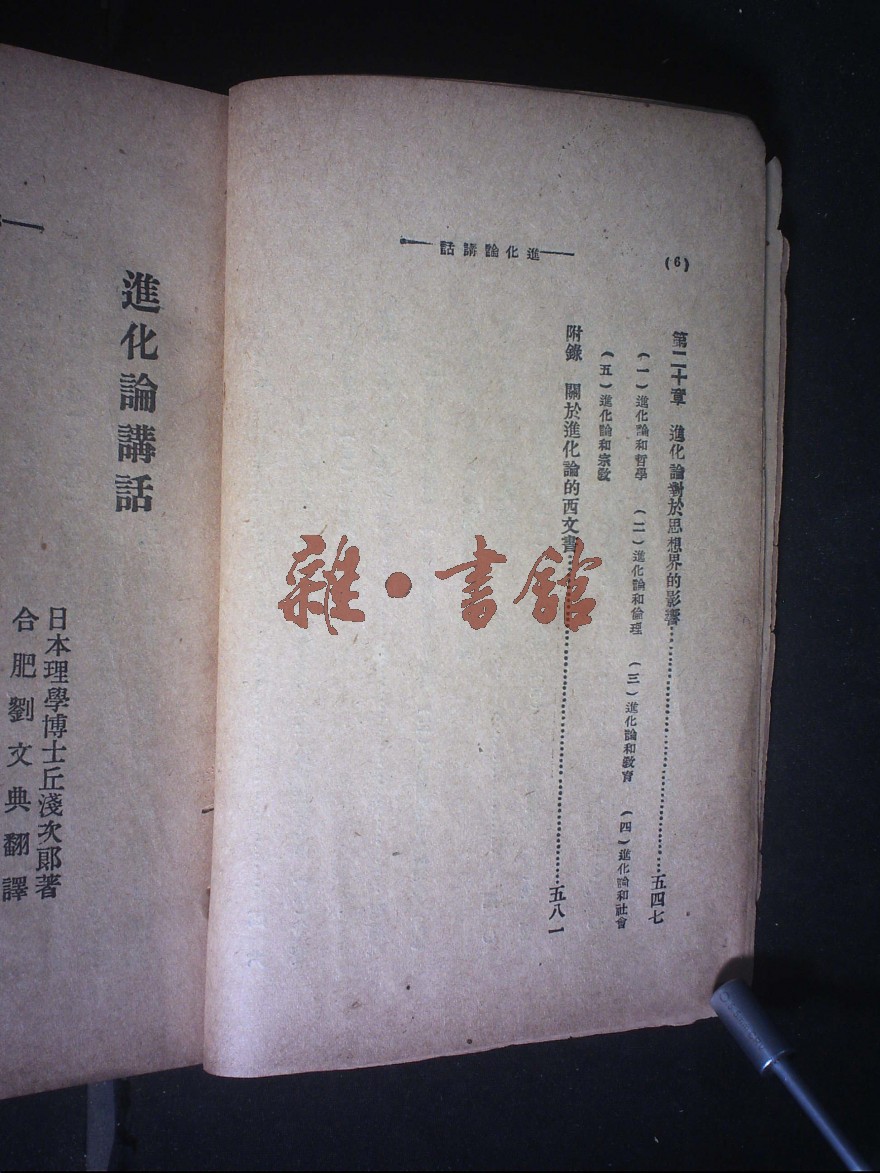 (6)
進化論講話
第二十章 進化論對於思想界的影響……五四七
(一)進化論和哲學 (二)進化論和倫理 (三)進化論和教育 (四)進化論和社會
(五)進化論和宗教
附錄 關於進化論的西文書……五八一
進化論講話
日本理學博士丘淺次郎著
合肥劉文典翻譯
雜·書館